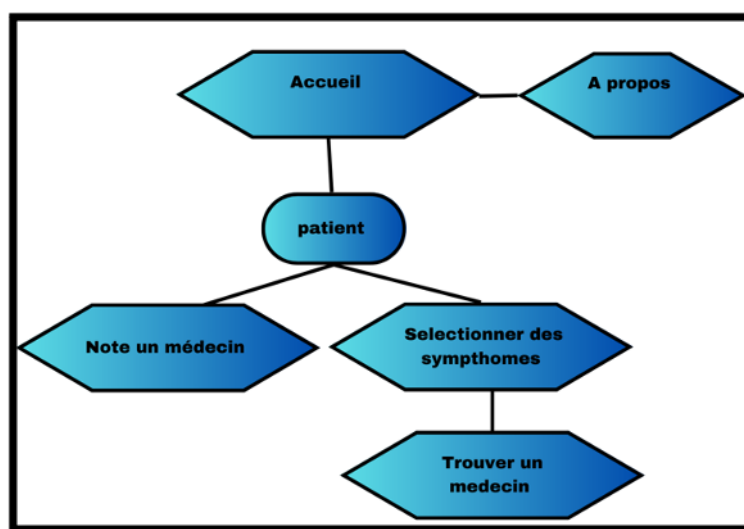 Accueil
A propos
patient
Note un médecin
Selectionner des
sympthomes
Trouver un
medecin